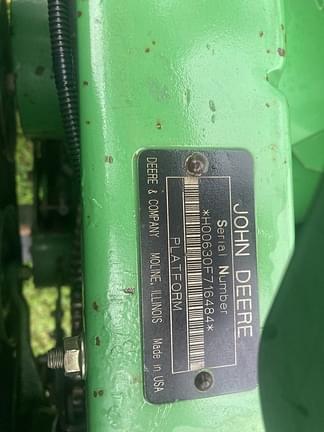 JOHN DEERE
Serial Number
*H00630F716484*
PLATFORM
DEERE & COMPANY MOLINE, ILLINOIS Made in USA